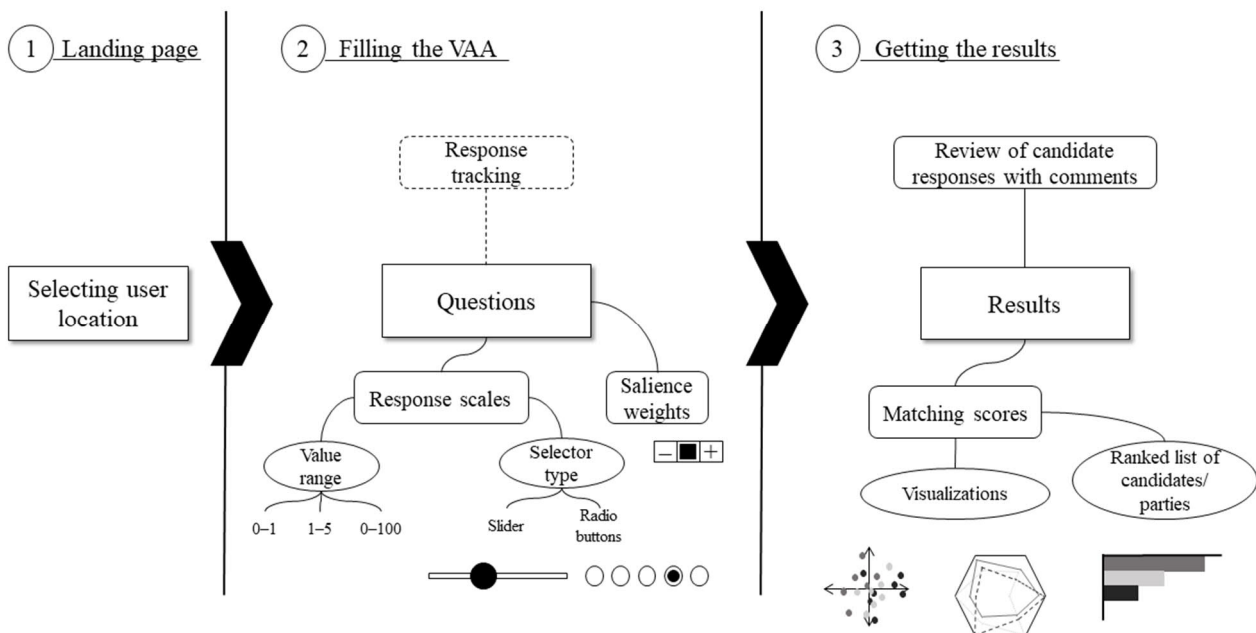 1 Landing page
Selecting user
location
2 Filling the VAA
Response
tracking
Questions
Response scales
Salience
weights
Value
range
0–1 1–5 0–100
Selector
type
Slider
Radio
buttons
– +
3 Getting the results
Review of candidate
responses with comments
Results
Matching scores
Visualizations
Ranked list of
candidates/
parties